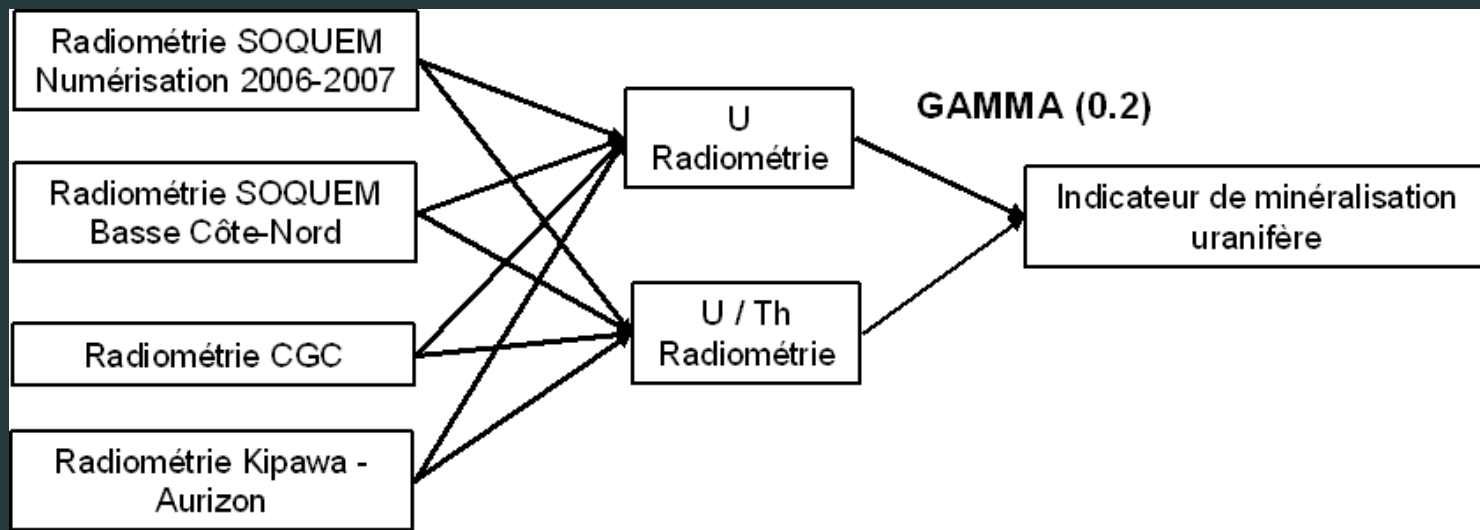 Radiométrie SOQUEM
Numérisation 2006-2007
Radiométrie SOQUEM
Basse Côte-Nord
Radiométrie CGC
Radiométrie Kipawa -
Aurizon
U
Radiométrie
U / Th
Radiométrie
GAMMA (0.2)
Indicateur de minéralisation
uranifère